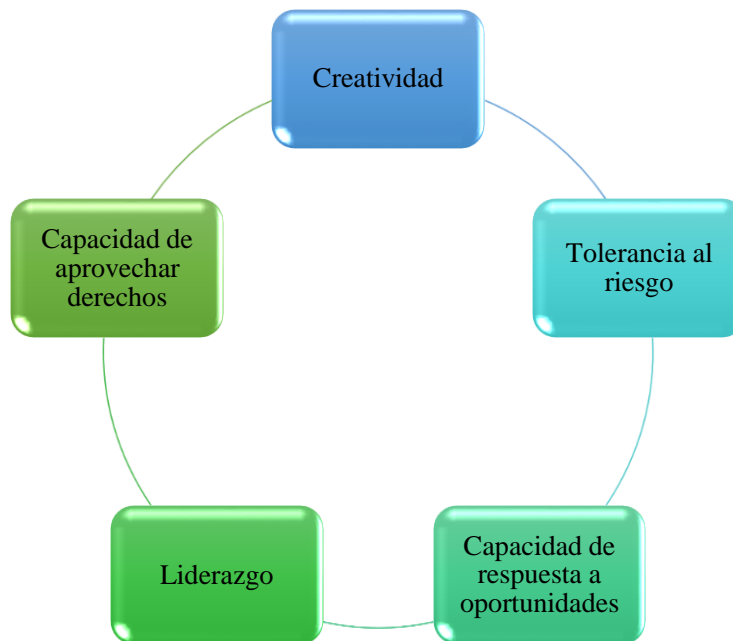 Creatividad
Tolerancia al
riesgo
Capacidad de
respuesta a
oportunidades
Liderazgo
Capacidad de
aprovechar
derechos